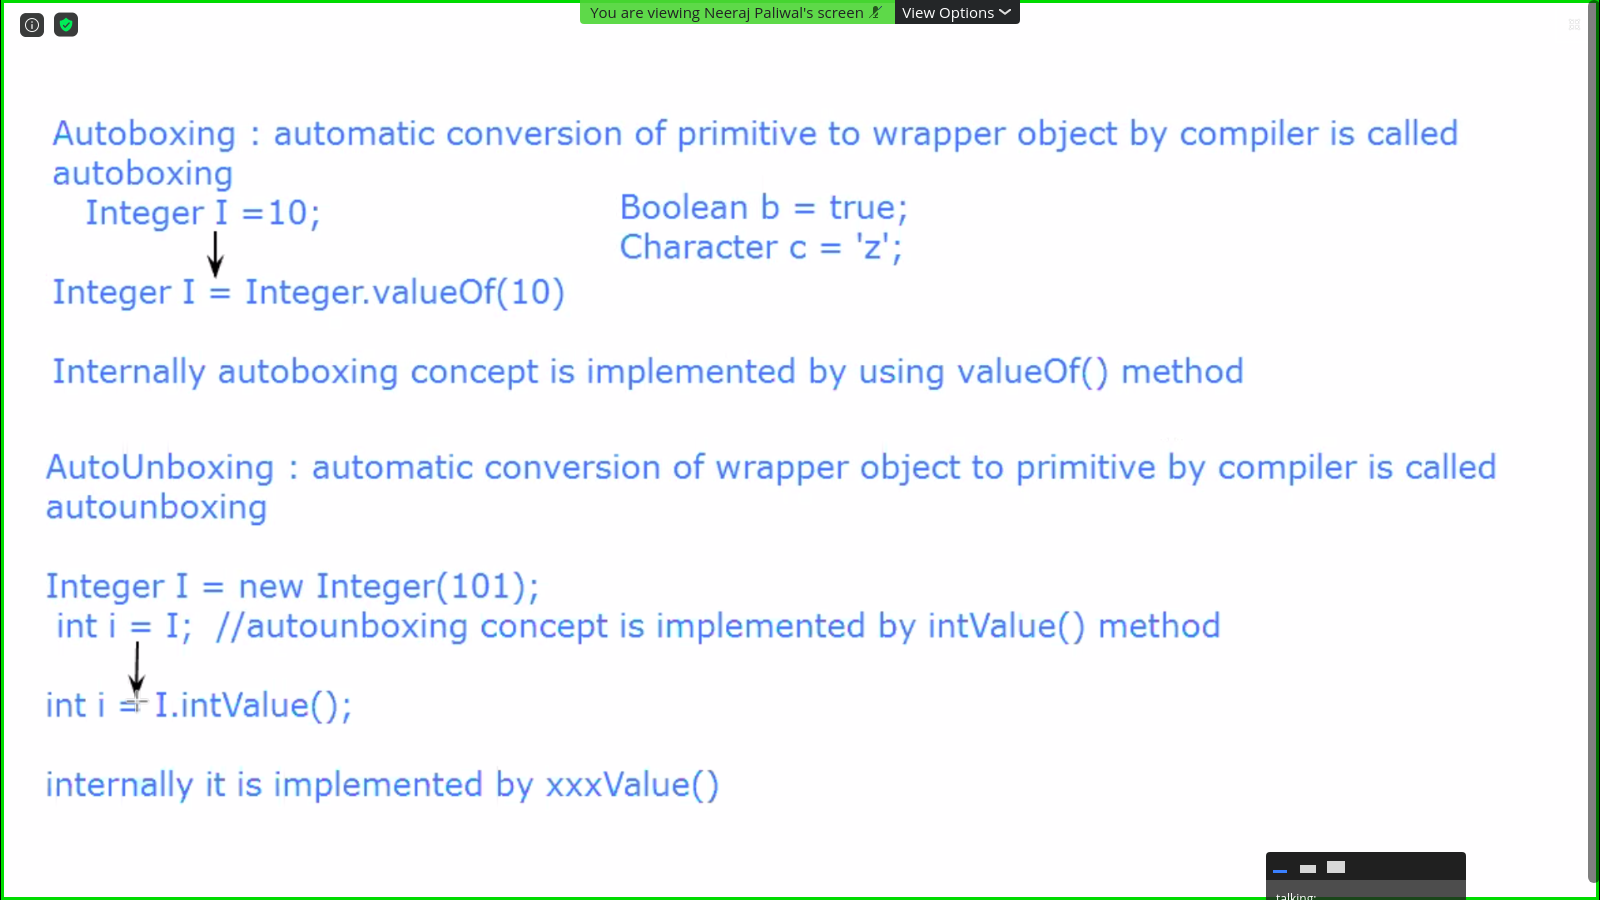 You are viewing Neeraj Paliwal's screen
View Options
Autoboxing : automatic conversion of primitive to wrapper object by compiler is called
autoboxing
Integer I =10;
Boolean b = true;
Character c = 'z';
Integer I = Integer.valueOf(10)
Internally autoboxing concept is implemented by using valueOf() method
AutoUnboxing : automatic conversion of wrapper object to primitive by compiler is called
autounboxing
Integer I = new Integer(101);
int i = I; //autounboxing concept is implemented by intValue() method
int i = I.intValue();
internally it is implemented by xxxValue()
talking: